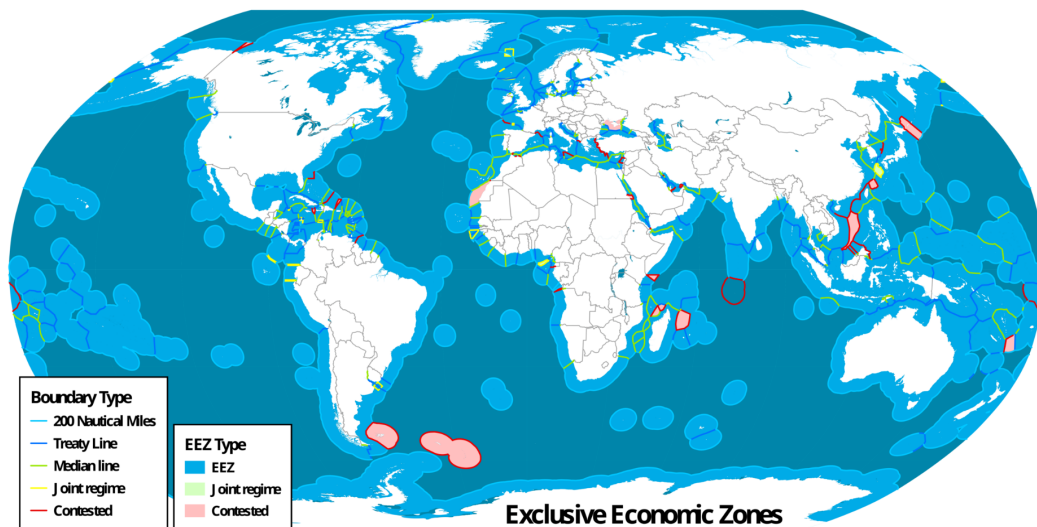 Boundary Type
200 Nautical Miles
Treaty Line
Median line
Joint regime
Contested
EEZ Type
EEZ
Joint regime
Contested
Exclusive Economic Zones